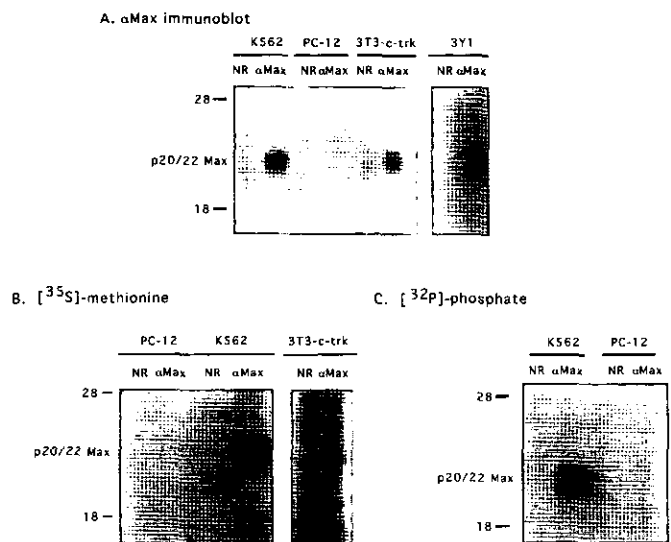 A. αMax immunoblot
K562 PC-12 3T3-c-trk 3Y1
NR αMax NR αMax NR αMax NR αMax
28
p20/22 Max
18
B. [35S]-methionine
PC-12 K562 3T3-c-trk
NR αMax NR αMax NR αMax
28
p20/22 Max
18
C. [32P]-phosphate
K562 PC-12
NR αMax NR αMax
28
p20/22 Max
18